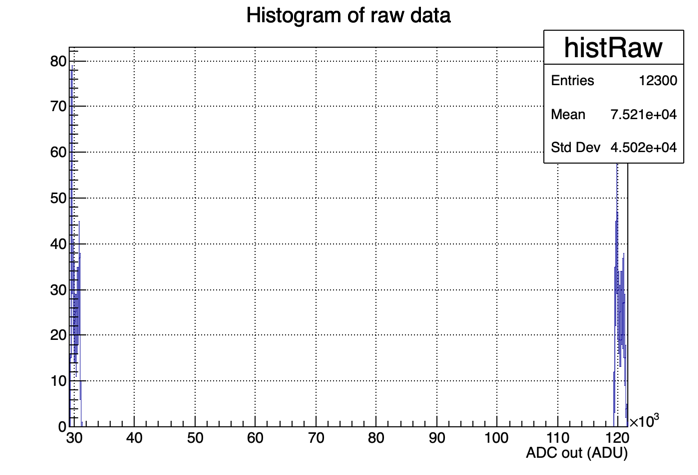 Histogram of raw data
histRaw
Entries 12300
Mean 7.521e+04
Std Dev 4.502e+04
80
70
60
50
40
30
20
10
0
30 40 50 60 70 80 90 100 110 120
×10³
ADC out (ADU)